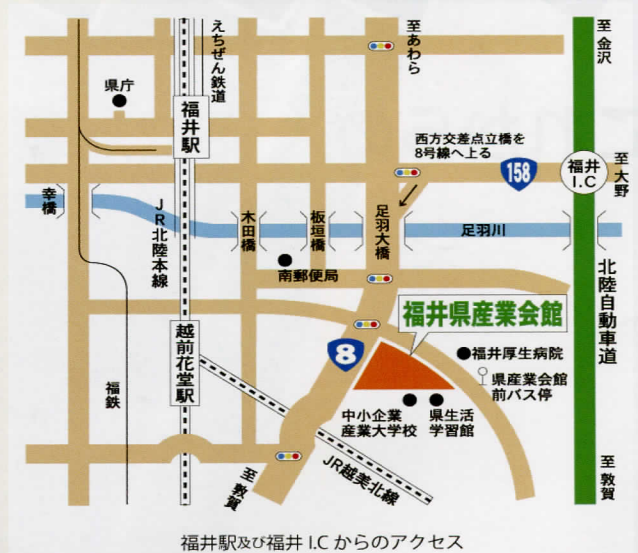 えちぜん鉄道
至あわら
至金沢
県庁
福井駅
西方交差点立橋を
8号線へ上る
158
福井
I.C
至大野
幸橋
JR北陸本線
木田橋
板垣橋
足羽大橋
足羽川
南郵便局
北陸自動車道
福井県産業会館
越前花堂駅
8
福井厚生病院
県産業会館
前バス停
福鉄
中小企業
産業大学校
県生活
学習館
JR越美北線
至敦賀
至敦賀
福井駅及び福井I.Cからのアクセス